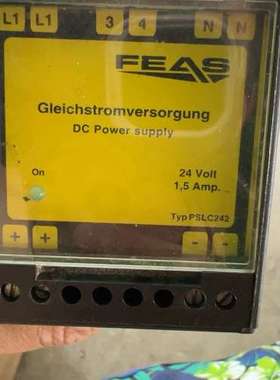 L1 L1 3 4 N N
FEAS
Gleichstromversorgung
DC Power supply
On
24 Volt
1,5 Amp.
Typ PSLC242
+ + - -